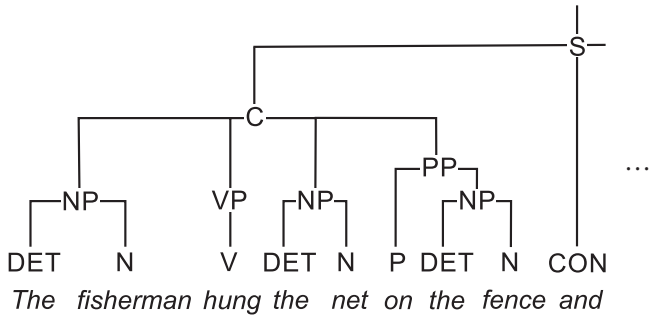 S
C
PP
...
NP VP NP NP
DET N V DET N P DET N CON
The fisherman hung the net on the fence and